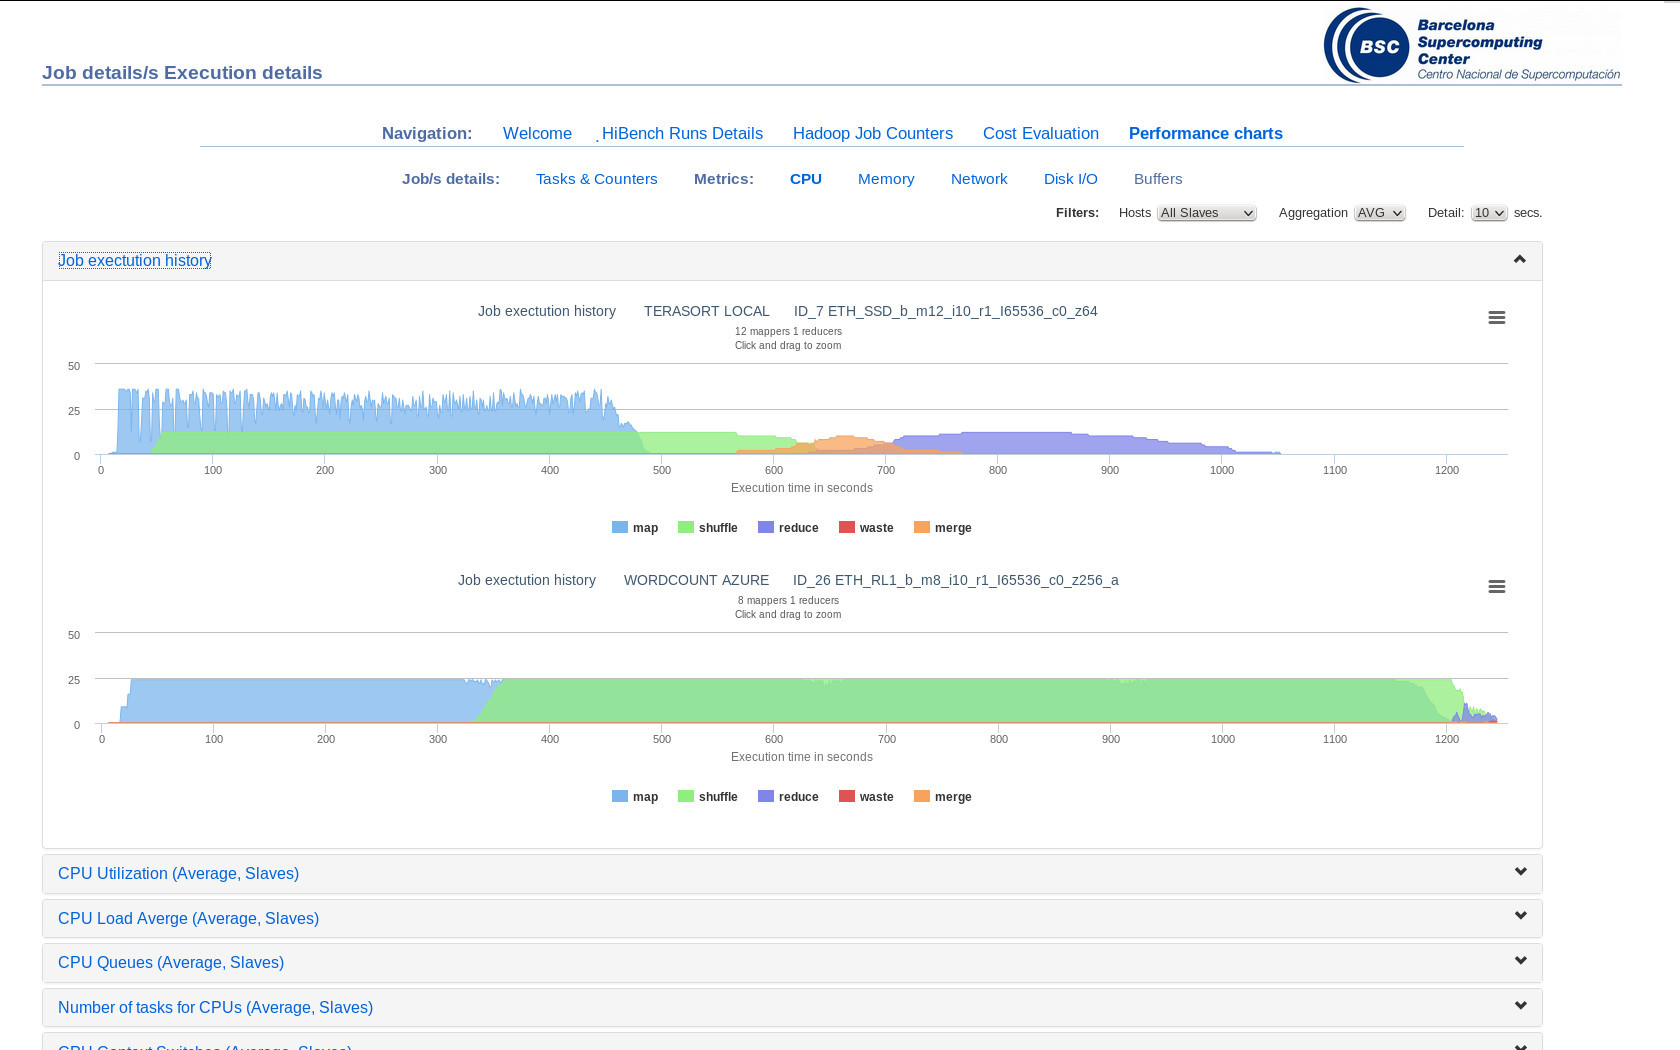 BSC
Barcelona
Supercomputing
Center
Centro Nacional de Supercomputación
Job details/s Execution details
Navigation: Welcome HiBench Runs Details Hadoop Job Counters Cost Evaluation Performance charts
Job/s details: Tasks & Counters Metrics: CPU Memory Network Disk I/O Buffers
Filters: Hosts All Slaves Aggregation AVG Detail: 10 secs.
Job exectution history
Job exectution history TERASORT LOCAL ID_7 ETH_SSD_b_m12_i10_r1_I65536_c0_z64
12 mappers 1 reducers
Click and drag to zoom
50
25
0
0 100 200 300 400 500 600 700 800 900 1000 1100 1200
Execution time in seconds
map shuffle reduce waste merge
Job exectution history WORDCOUNT AZURE ID_26 ETH_RL1_b_m8_i10_r1_I65536_c0_z256_a
8 mappers 1 reducers
Click and drag to zoom
50
25
0
0 100 200 300 400 500 600 700 800 900 1000 1100 1200
Execution time in seconds
map shuffle reduce waste merge
CPU Utilization (Average, Slaves)
CPU Load Averge (Average, Slaves)
CPU Queues (Average, Slaves)
Number of tasks for CPUs (Average, Slaves)
CPU Context Switches (Average, Slaves)